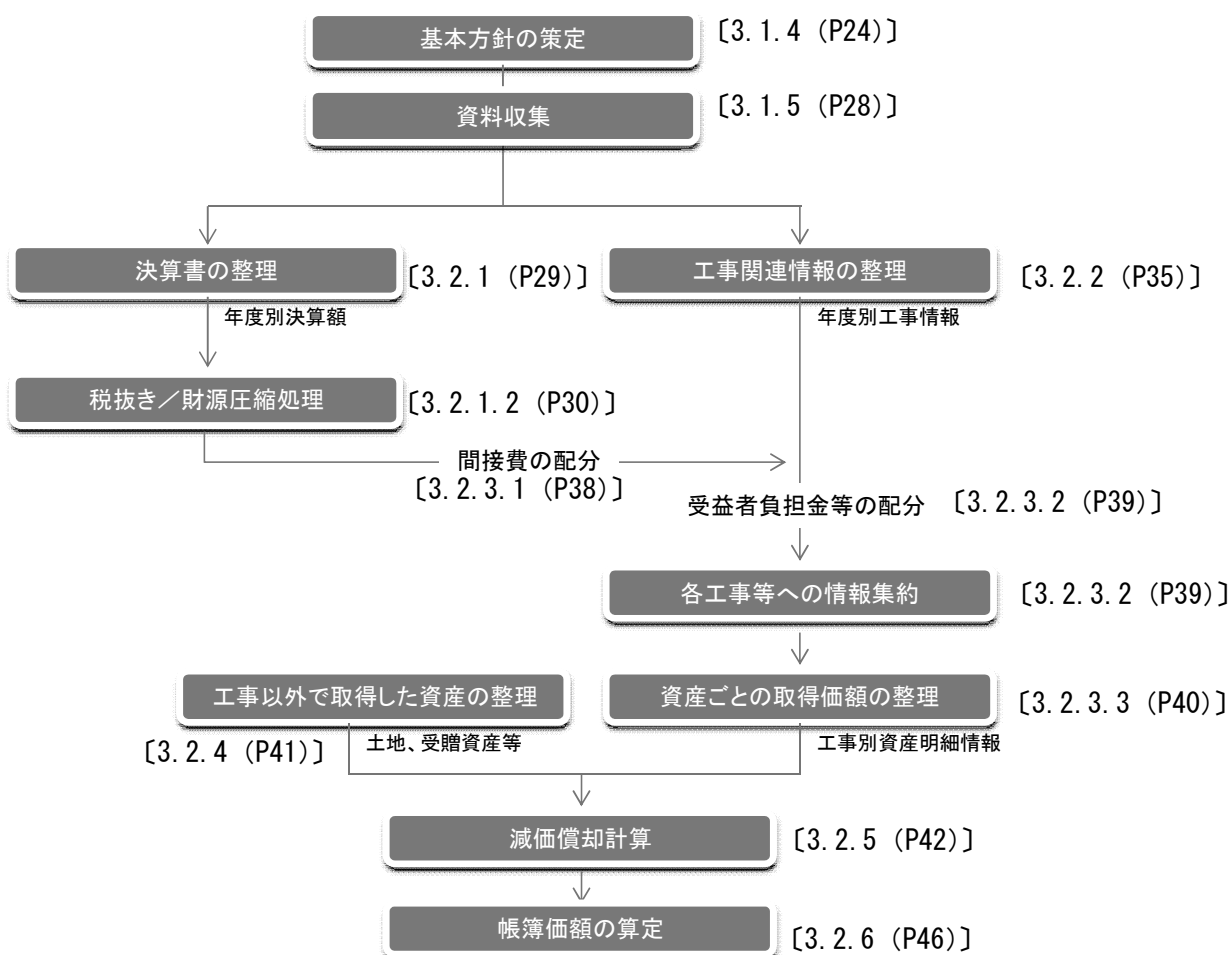 基本方針の策定
〔3.1.4 (P24)〕
資料収集
〔3.1.5 (P28)〕
決算書の整理
〔3.2.1 (P29)〕
工事関連情報の整理
〔3.2.2 (P35)〕
年度別決算額
年度別工事情報
税抜き／財源圧縮処理
〔3.2.1.2 (P30)〕
間接費の配分
〔3.2.3.1 (P38)〕
受益者負担金等の配分
〔3.2.3.2 (P39)〕
各工事等への情報集約
〔3.2.3.2 (P39)〕
工事以外で取得した資産の整理
資産ごとの取得価額の整理
〔3.2.3.3 (P40)〕
〔3.2.4 (P41)〕
土地、受贈資産等
工事別資産明細情報
減価償却計算
〔3.2.5 (P42)〕
帳簿価額の算定
〔3.2.6 (P46)〕